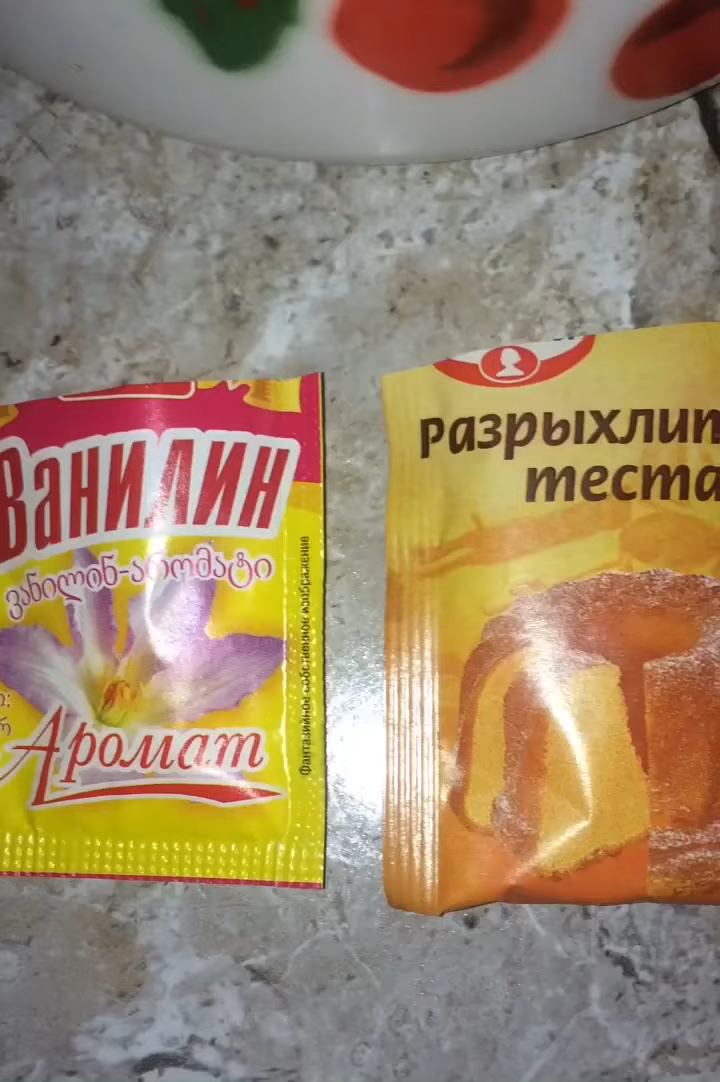 Ванилин
ვანილინ-არომატი
Аромат
Фантазийное собственное изображение
Разрыхлит
теста